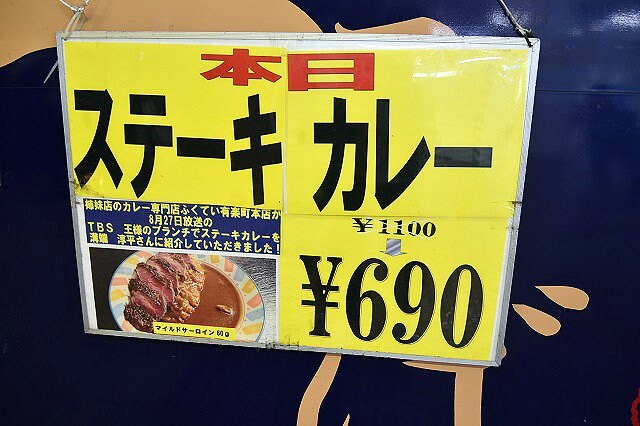 本日
ステーキカレー
姉妹店のカレー専門店ふくてい有楽町本店が
8月27日放送の
TBS 王様のブランチでステーキカレーを
溝端 淳平さんに紹介していただきました!
¥1100
¥690
マイルドサーロイン 60g